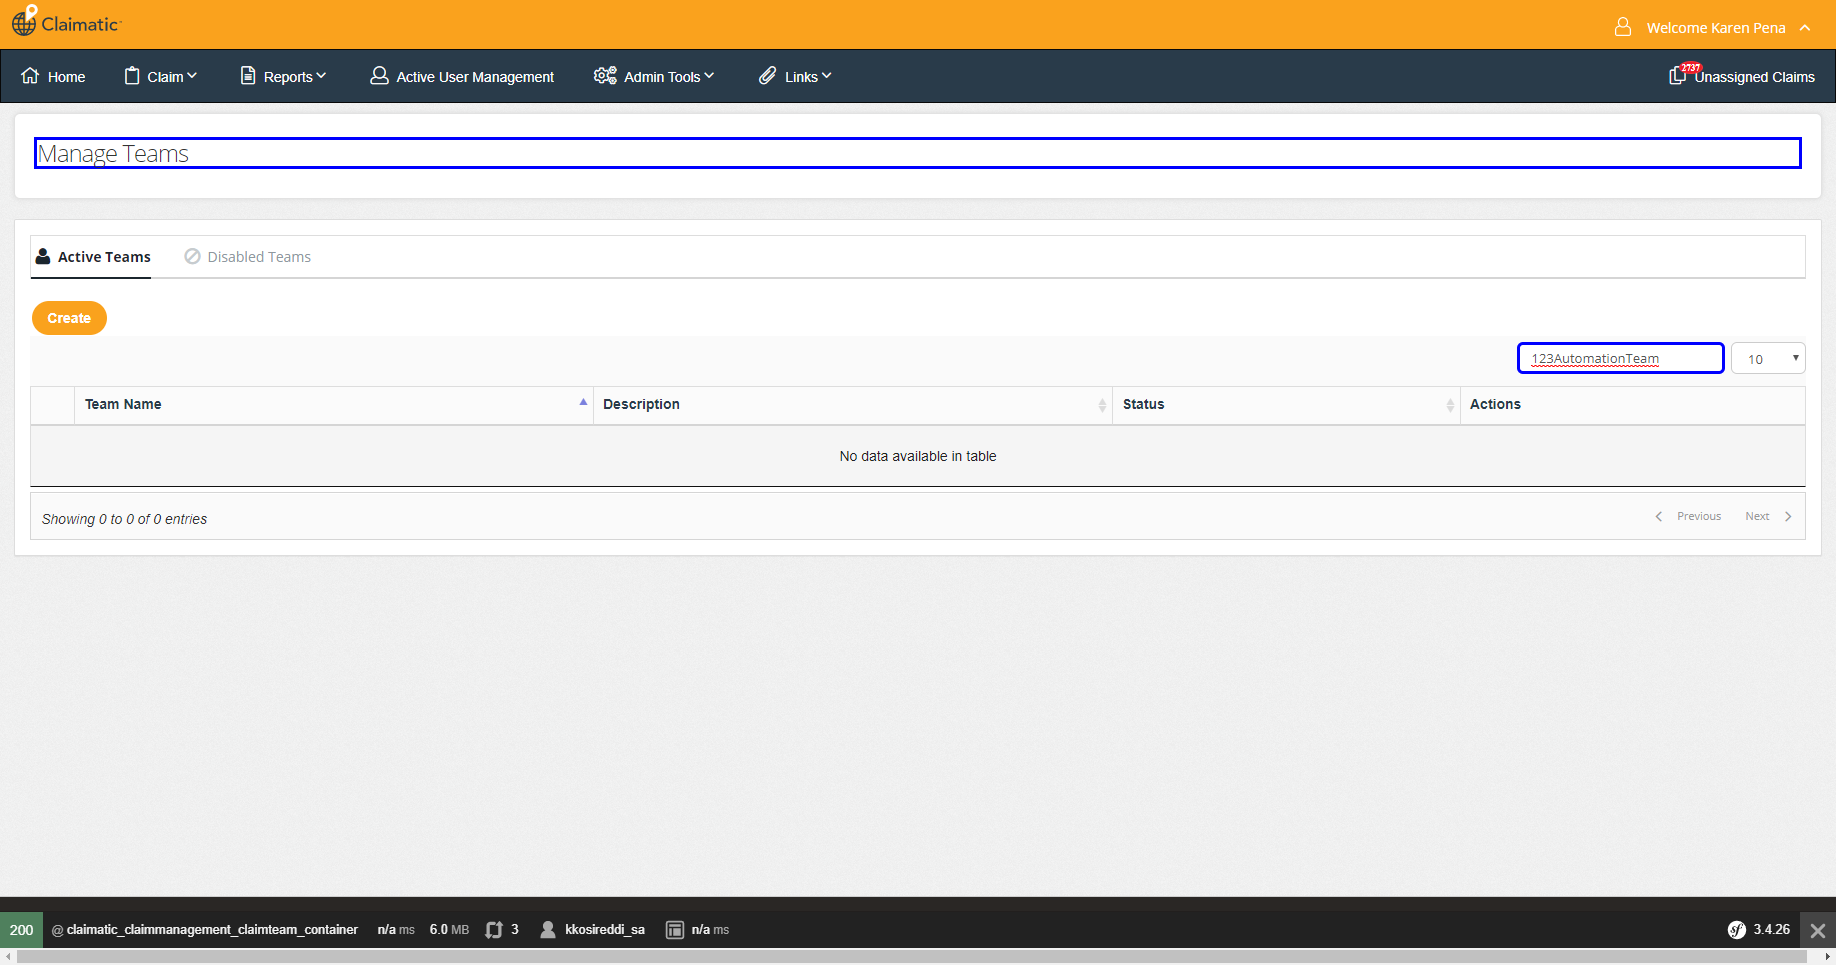 Claimatic
Welcome Karen Pena
Home
Claim
Reports
Active User Management
Admin Tools
Links
2737
Unassigned Claims
Manage Teams
Active Teams
Disabled Teams
Create
123AutomationTeam
10
Team Name
Description
Status
Actions
No data available in table
Showing 0 to 0 of 0 entries
Previous
Next
200
@ claimatic_claimmanagement_claimteam_container
n/a ms
6.0 MB
3
kkosireddi_sa
n/a ms
sf
3.4.26